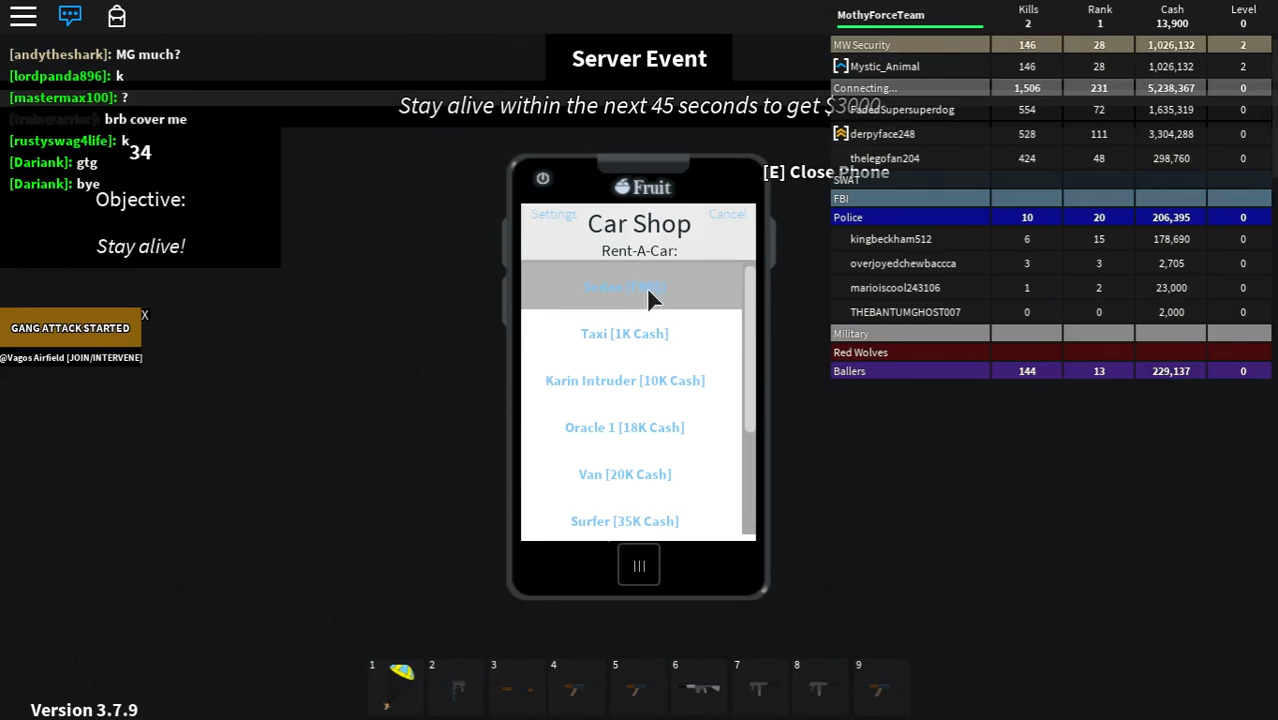 MothyForceTeam
Kills Rank Cash Level
2 1 13,900 0
[andytheshark]: MG much?
[lordpanda896]: k
[mastermax100]: ?
brb cover me
[rustyswag4life]: k
[Dariank]: gtg
[Dariank]: bye
34
Objective:
Stay alive!
Server Event
Stay alive within the next 45 seconds to get $3000
[E] Close Phone
Fruit
Settings
Cancel
Car Shop
Rent-A-Car:
Taxi [1K Cash]
Karin Intruder [10K Cash]
Oracle 1 [18K Cash]
Van [20K Cash]
Surfer [35K Cash]
MW Security 146 28 1,026,132 2
Mystic_Animal 146 28 1,026,132 2
Connecting... 1,506 231 5,238,367 0
FadedSupersuperdog 554 72 1,635,319 0
derpyface248 528 111 3,304,288 0
thelegofan204 424 48 298,760 0
SWAT
FBI
Police 10 20 206,395 0
kingbeckham512 6 15 178,690 0
overjoyedchewbaccca 3 3 2,705 0
marioiscool243106 1 2 23,000 0
THEBANTUMGHOST007 0 0 2,000 0
Military
Red Wolves
Ballers 144 13 229,137 0
GANG ATTACK STARTED
X
@Vagos Airfield [JOIN/INTERVENE]
1 2 3 4 5 6 7 8 9
Version 3.7.9